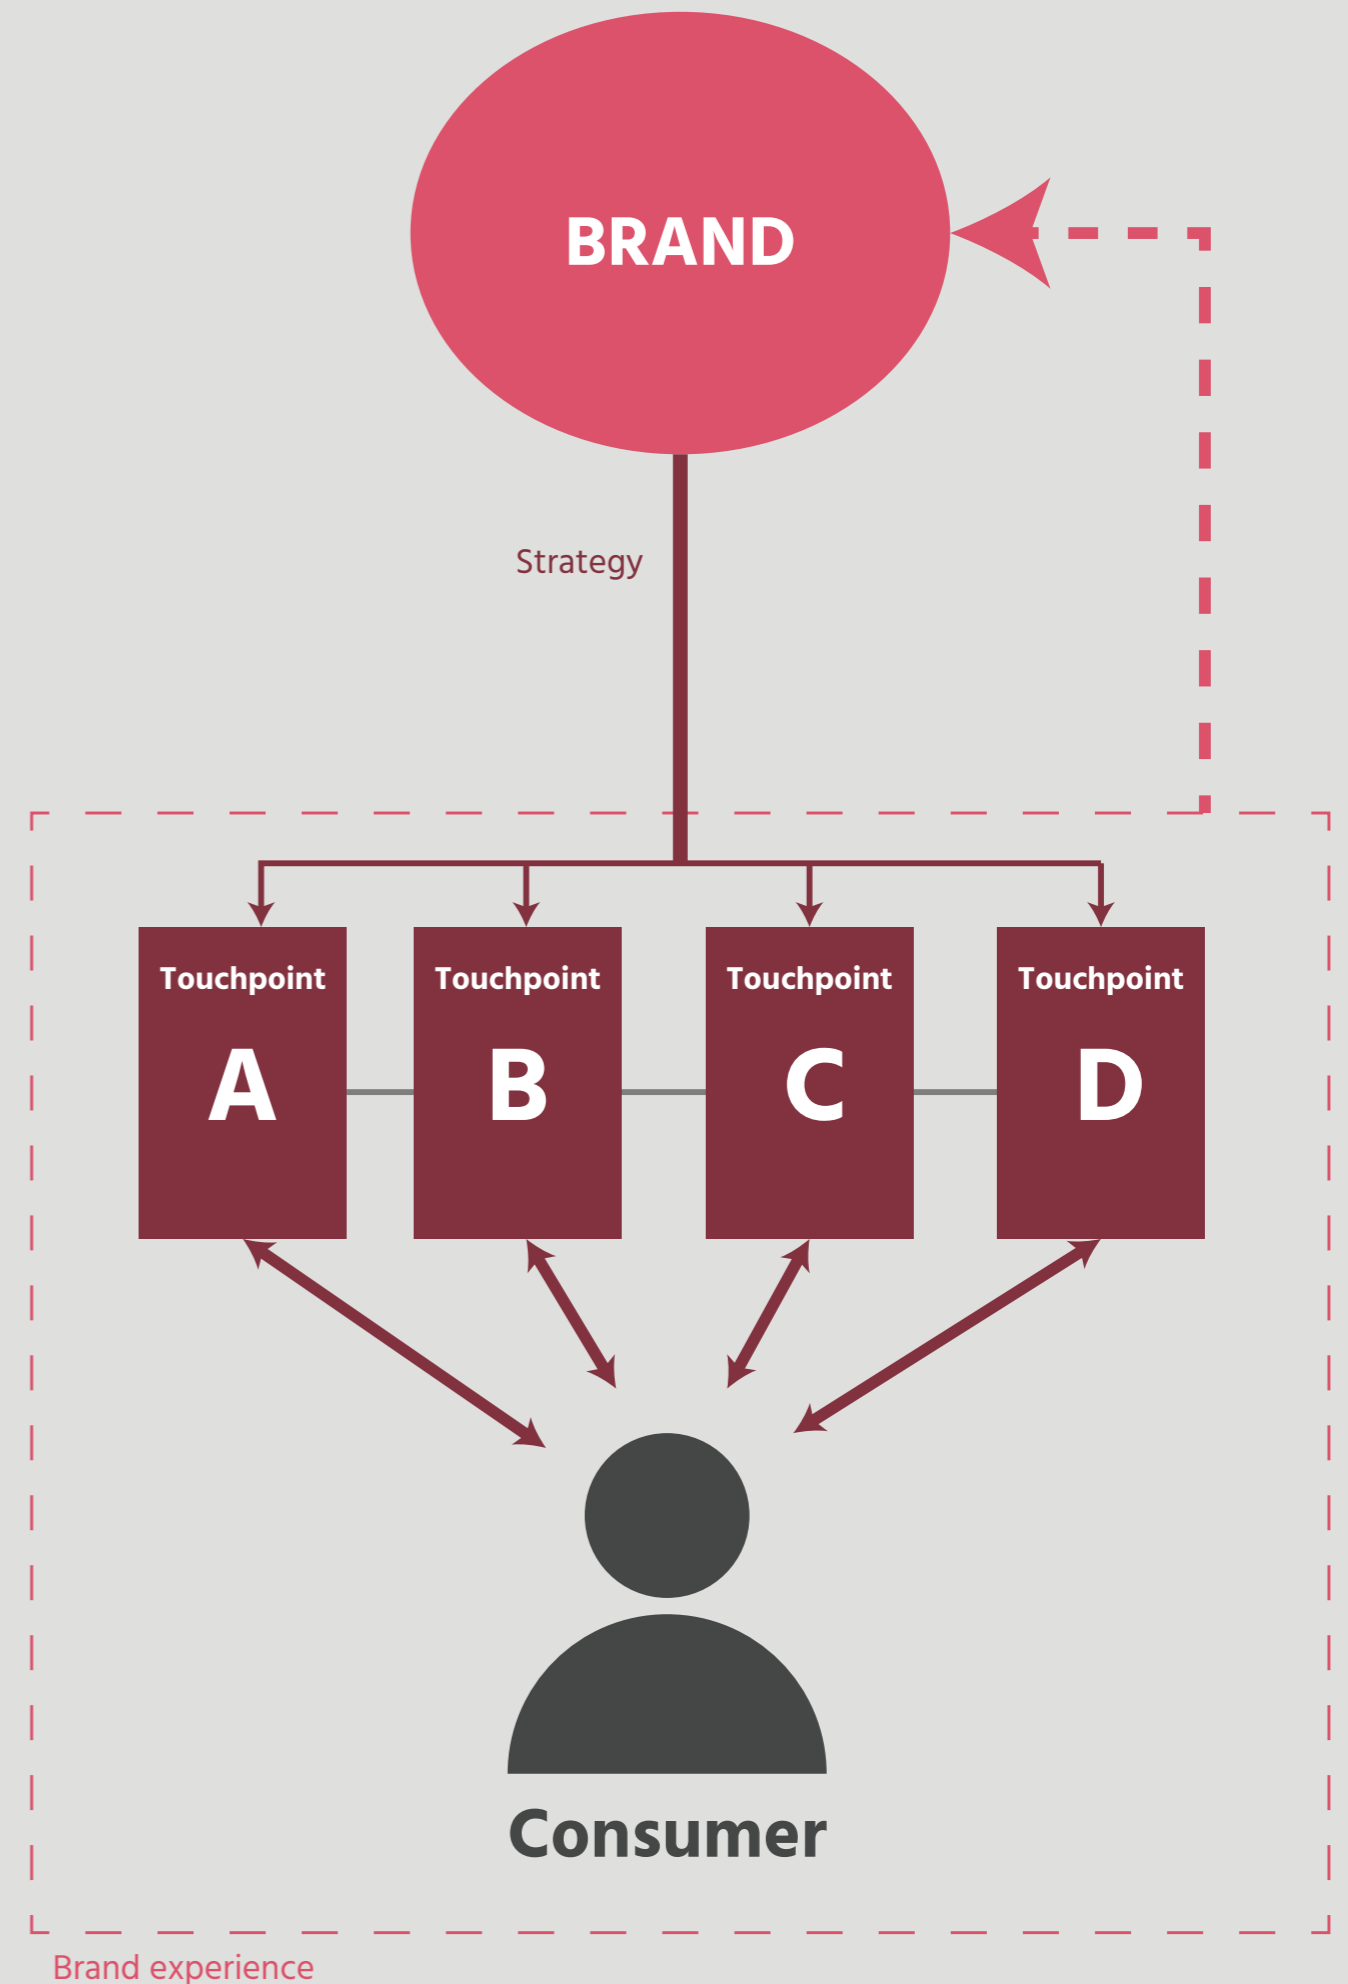 BRAND
Strategy
Touchpoint
A
Touchpoint
B
Touchpoint
C
Touchpoint
D
Consumer
Brand experience